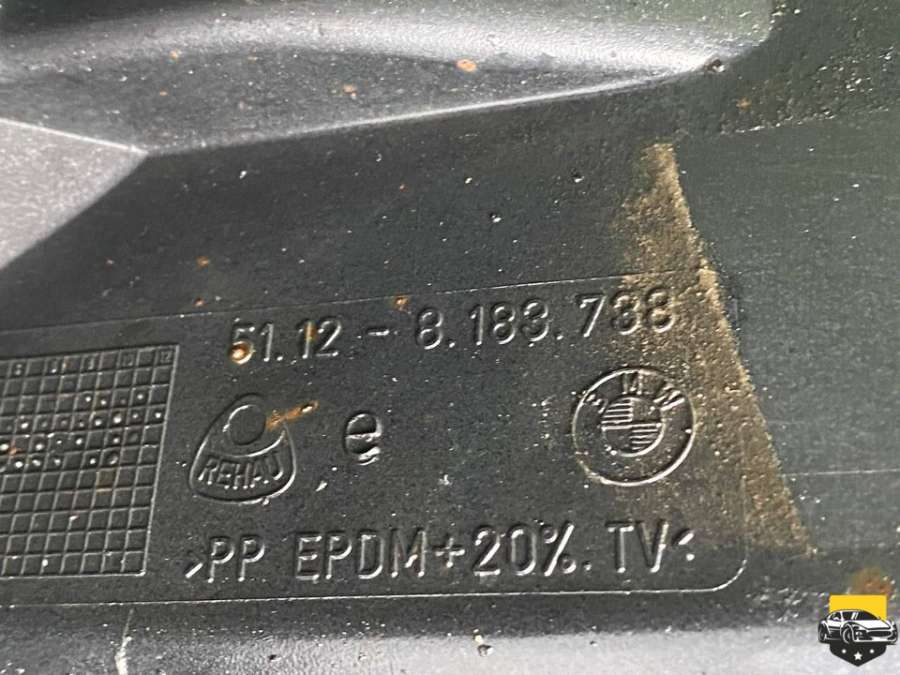 51.12 - 8.183.738
REHAU e BMW
>PP EPDM+20%.TV<